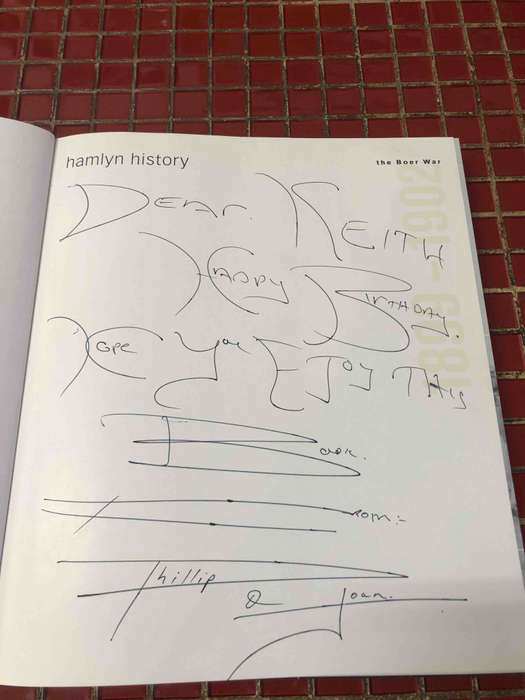 hamlyn history
the Boer War
1899-1902
Dear Keith
Happy Birthday.
Hope you Enjoy This
Book.
From:-
Phillip
& Joan.